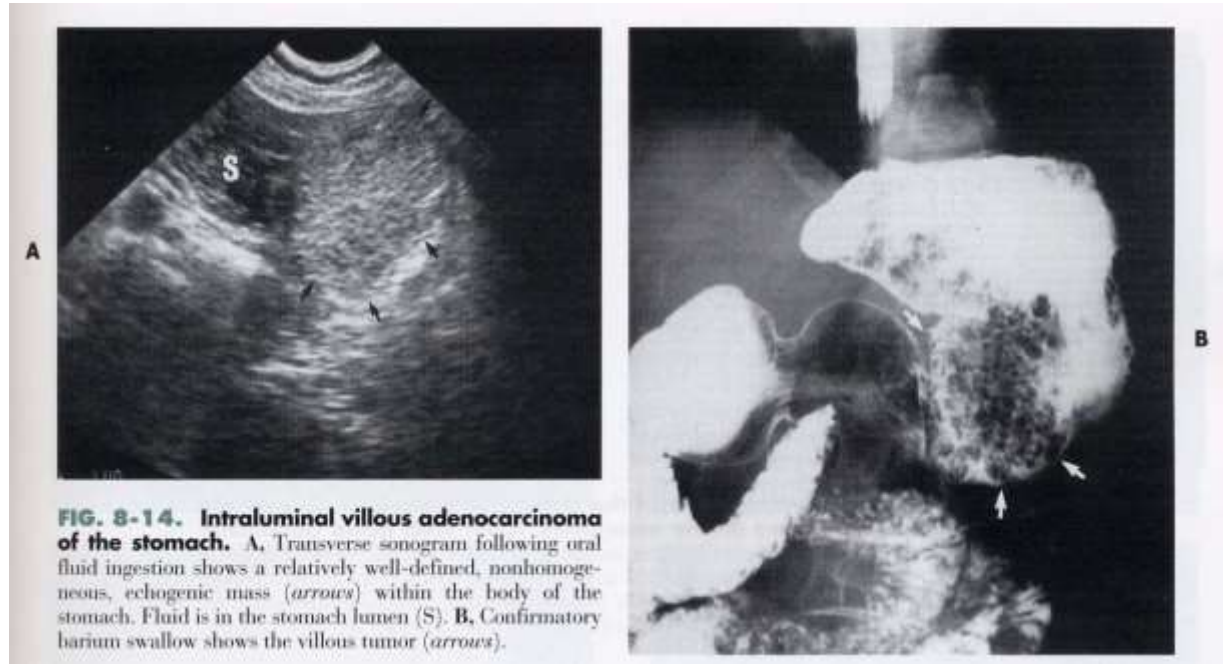 S
A
B
FIG. 8-14. Intraluminal villous adenocarcinoma
of the stomach. A, Transverse sonogram following oral
fluid ingestion shows a relatively well-defined, nonhomoge-
neous, echogenic mass (arrows) within the body of the
stomach. Fluid is in the stomach lumen (S). B, Confirmatory
barium swallow shows the villous tumor (arrows).